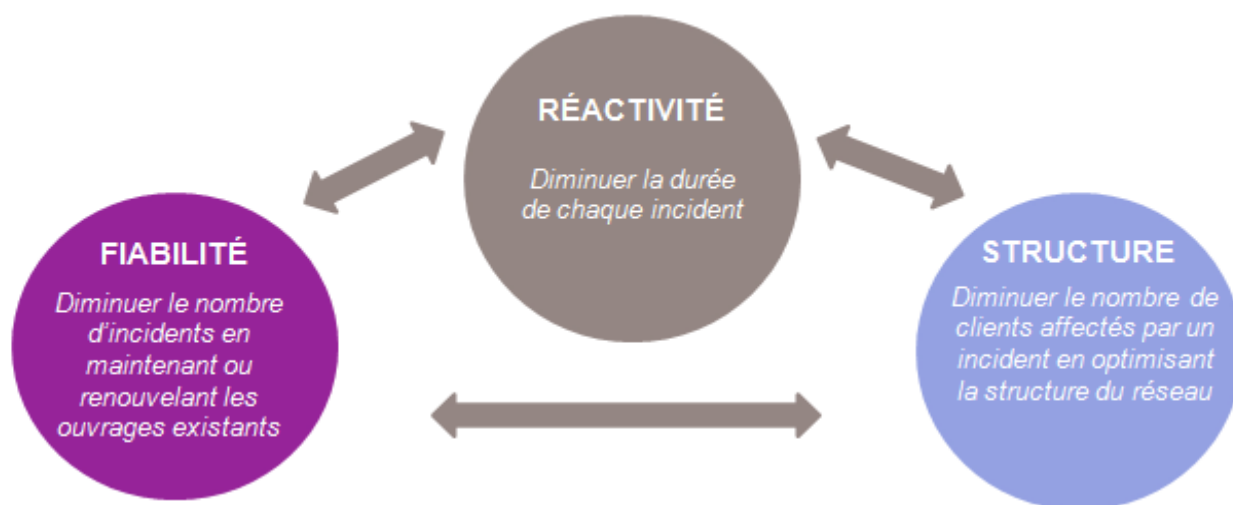 RÉACTIVITÉ
Diminuer la durée
de chaque incident
FIABILITÉ
Diminuer le nombre
d'incidents en
maintenant ou
renouvelant les
ouvrages existants
STRUCTURE
Diminuer le nombre de
clients affectés par un
incident en optimisant
la structure du réseau